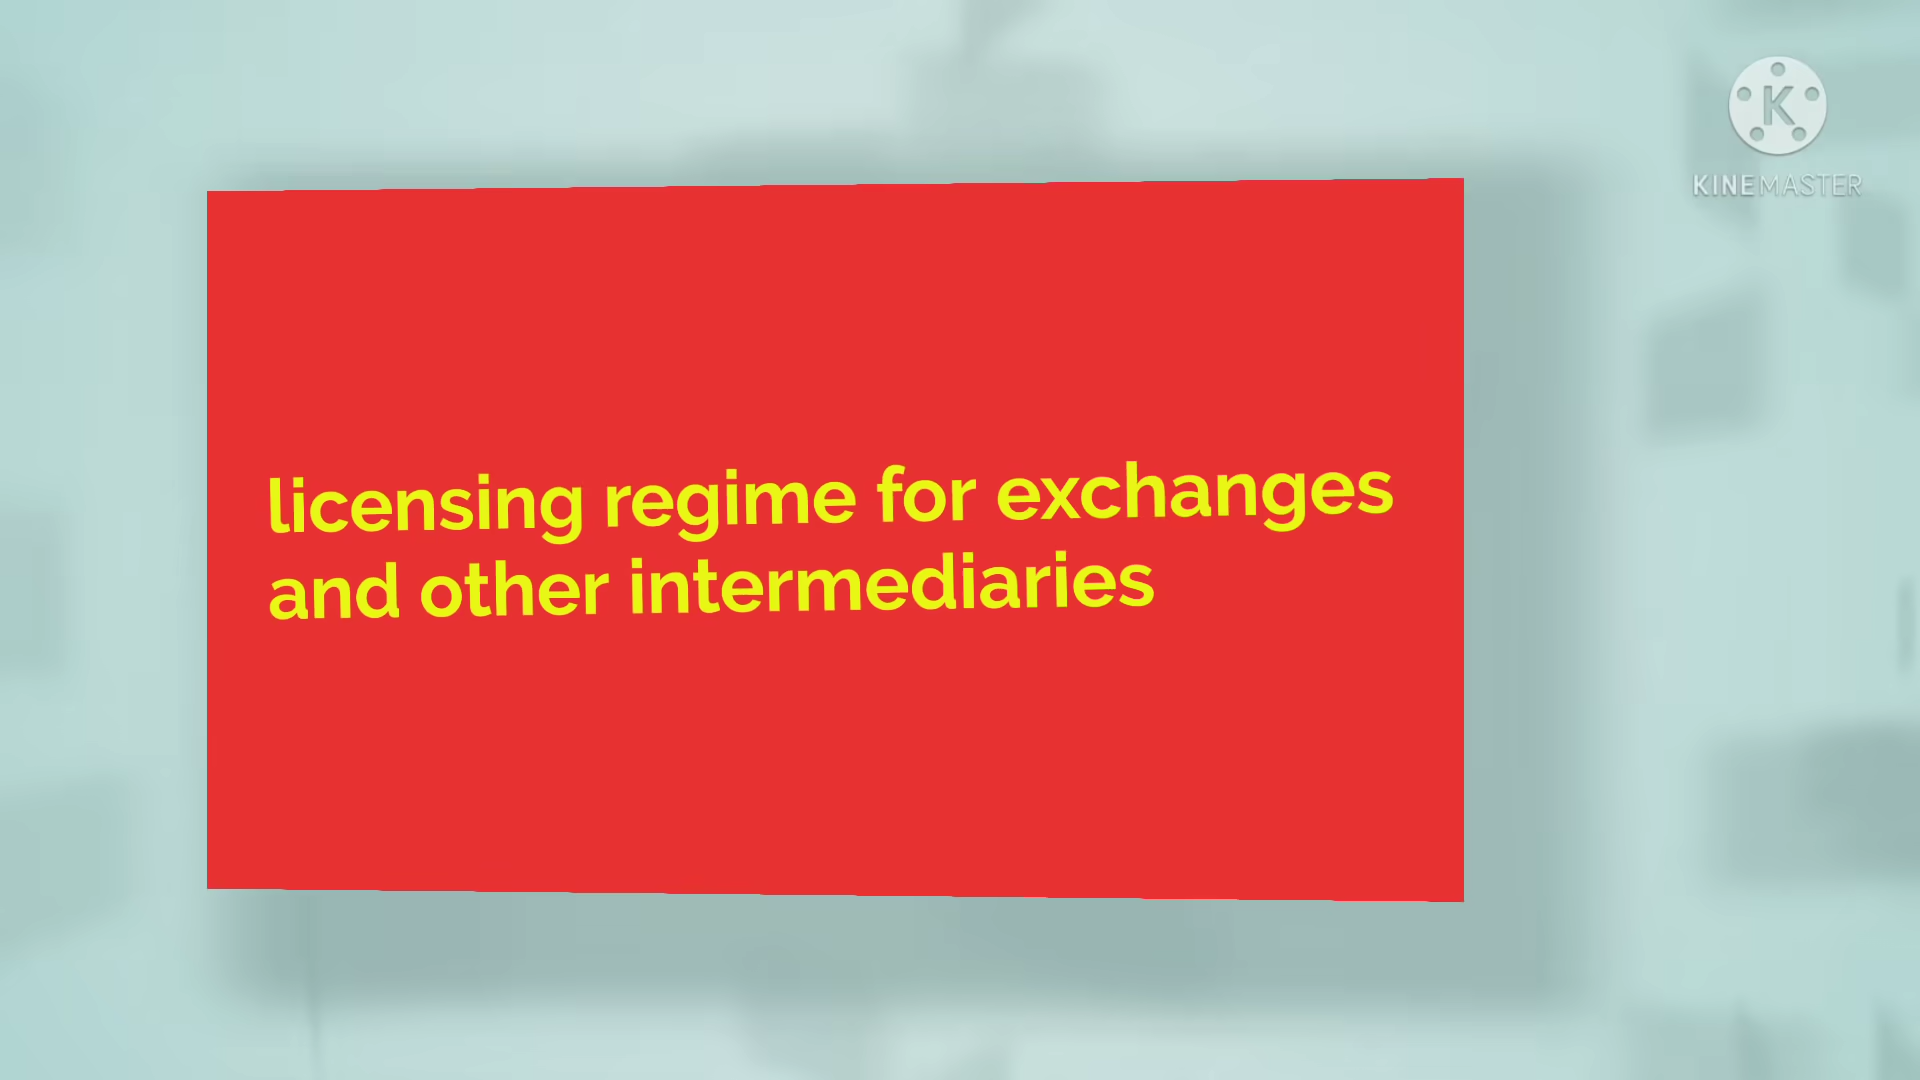 K
KINEMASTER
licensing regime for exchanges
and other intermediaries